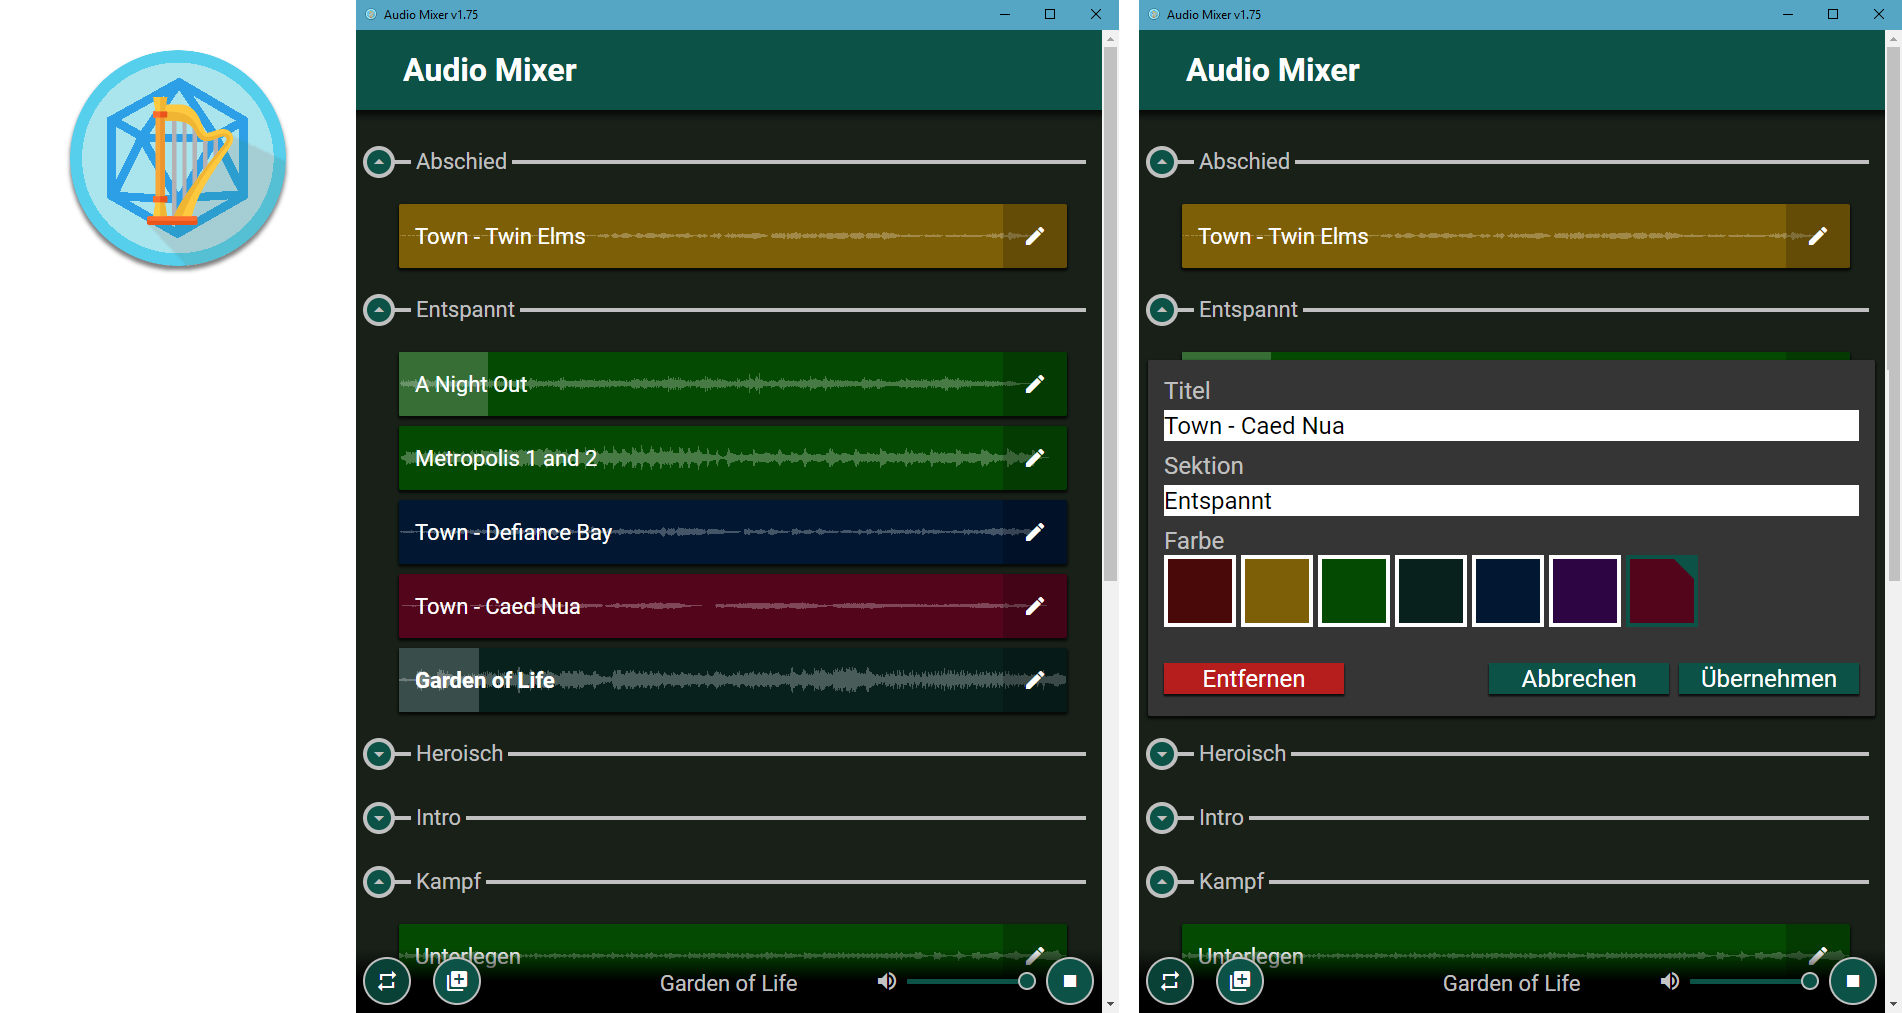 Audio Mixer v1.75
Audio Mixer
Abschied
Town - Twin Elms
Entspannt
A Night Out
Metropolis 1 and 2
Town - Defiance Bay
Town - Caed Nua
Garden of Life
Heroisch
Intro
Kampf
Unterlegen
Garden of Life
Audio Mixer v1.75
Audio Mixer
Abschied
Town - Twin Elms
Entspannt
Titel
Town - Caed Nua
Sektion
Entspannt
Farbe
Entfernen Abbrechen Übernehmen
Heroisch
Intro
Kampf
Unterlegen
Garden of Life